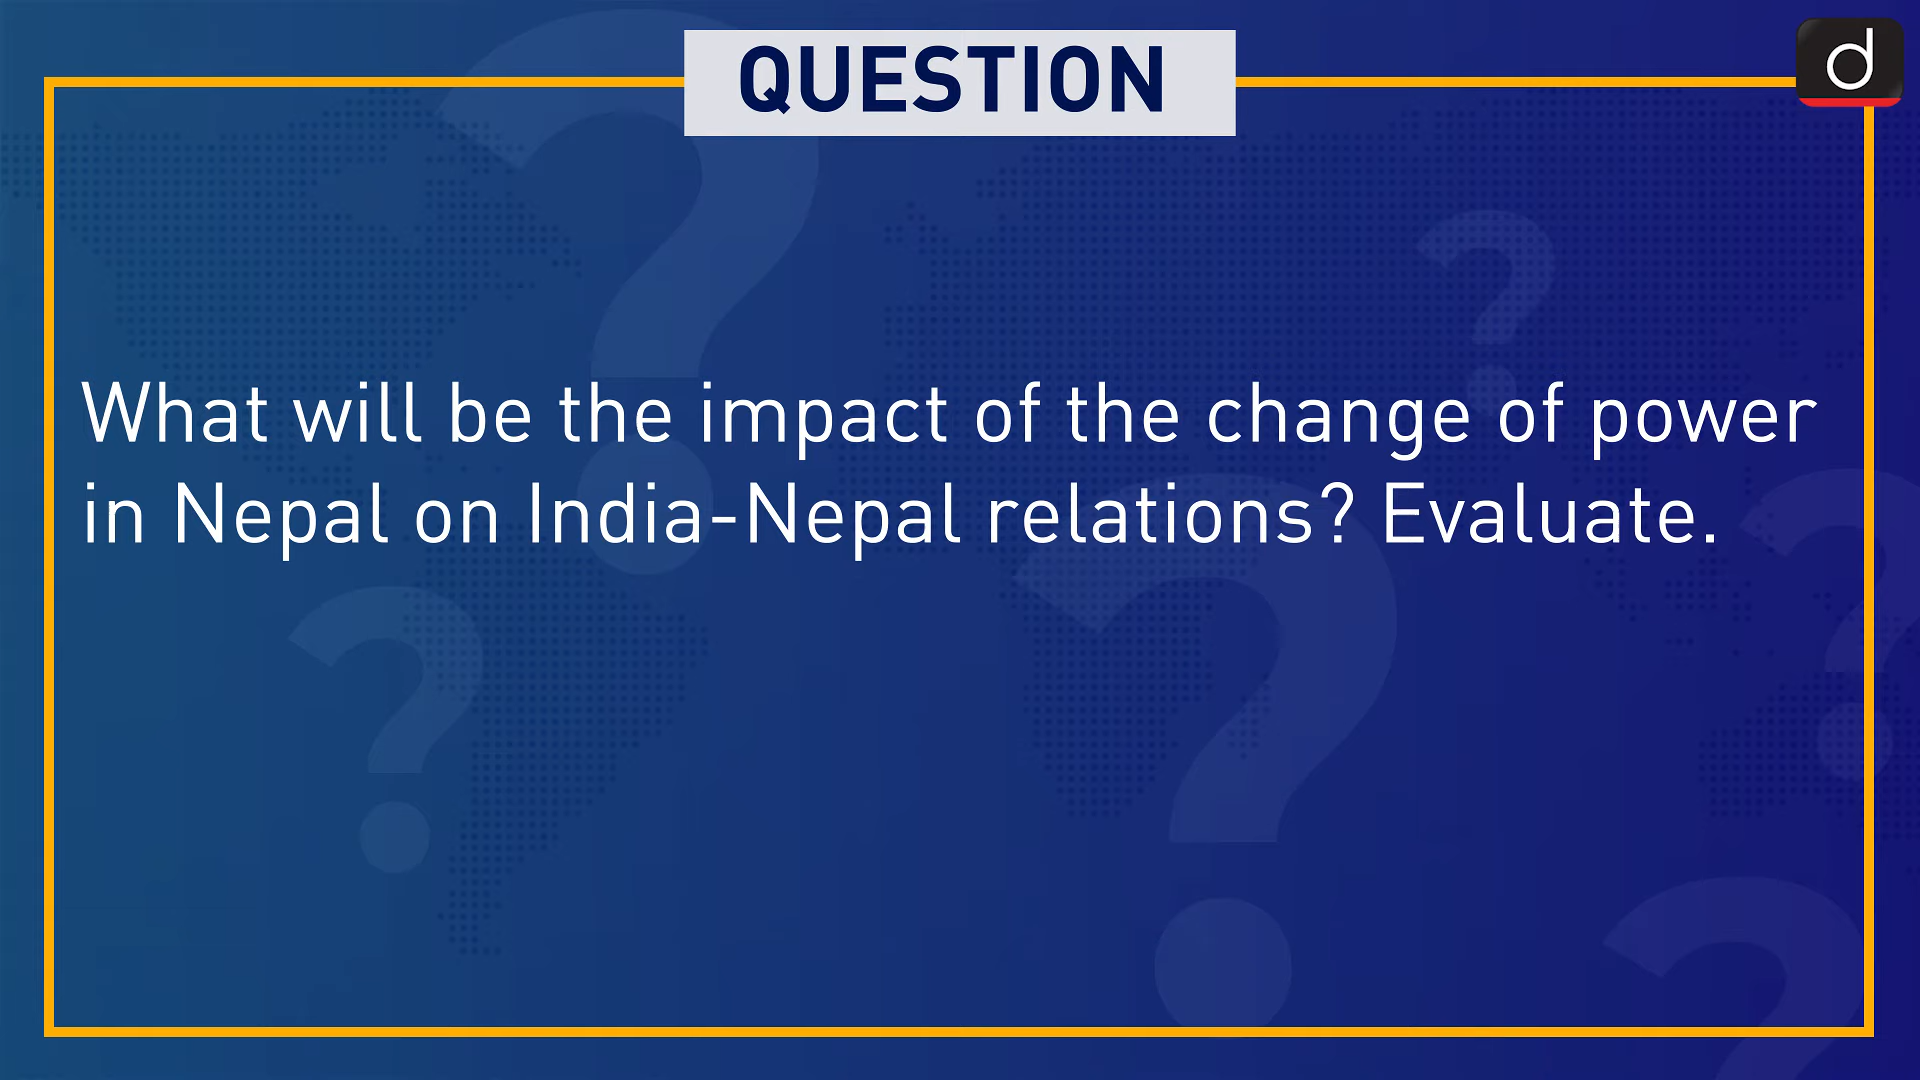 QUESTION
d
What will be the impact of the change of power
in Nepal on India-Nepal relations? Evaluate.